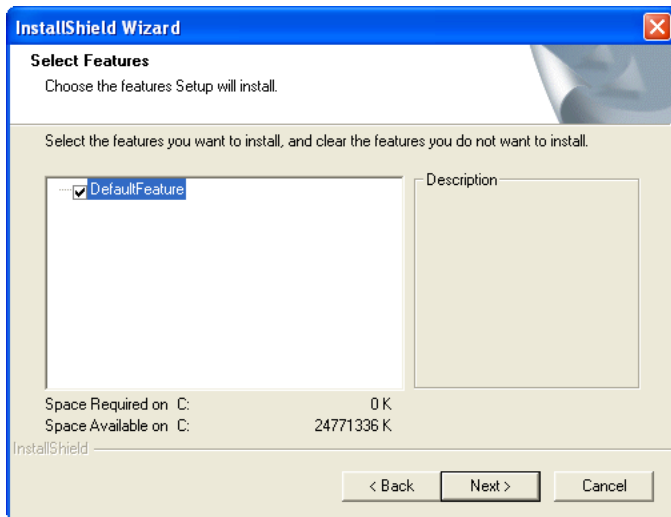 InstallShield Wizard
Select Features
Choose the features Setup will install.
Select the features you want to install, and clear the features you do not want to install.
DefaultFeature
Description
Space Required on C: 0 K
Space Available on C: 24771336 K
InstallShield
< Back Next > Cancel